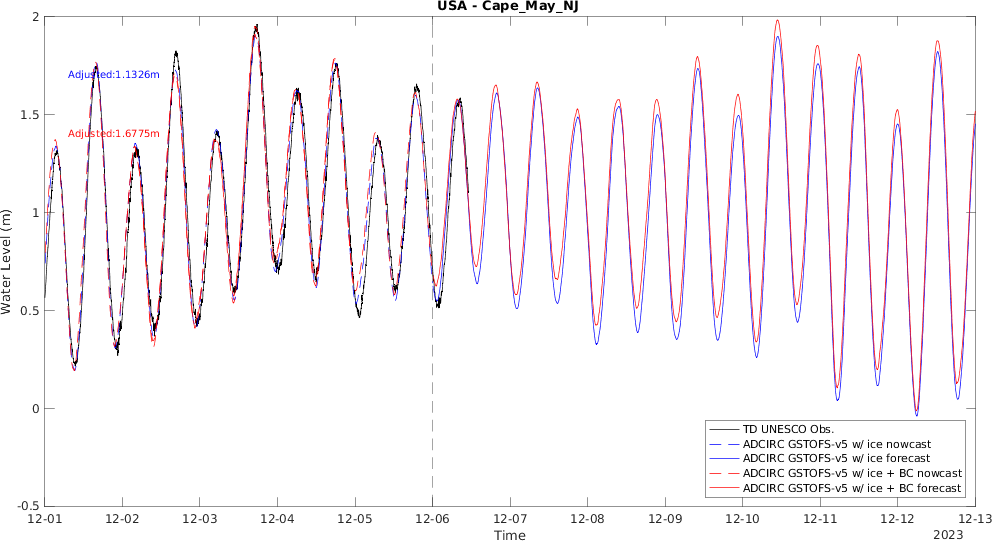 USA - Cape_May_NJ
2
Adjusted:1.1326m
1.5
Adjusted:1.6775m
1
Water Level (m)
0.5
0
TD UNESCO Obs.
ADCIRC GSTOFS-v5 w/ ice nowcast
ADCIRC GSTOFS-v5 w/ ice forecast
ADCIRC GSTOFS-v5 w/ ice + BC nowcast
ADCIRC GSTOFS-v5 w/ ice + BC forecast
-0.5
12-01 12-02 12-03 12-04 12-05 12-06 12-07 12-08 12-09 12-10 12-11 12-12 12-13
Time
2023